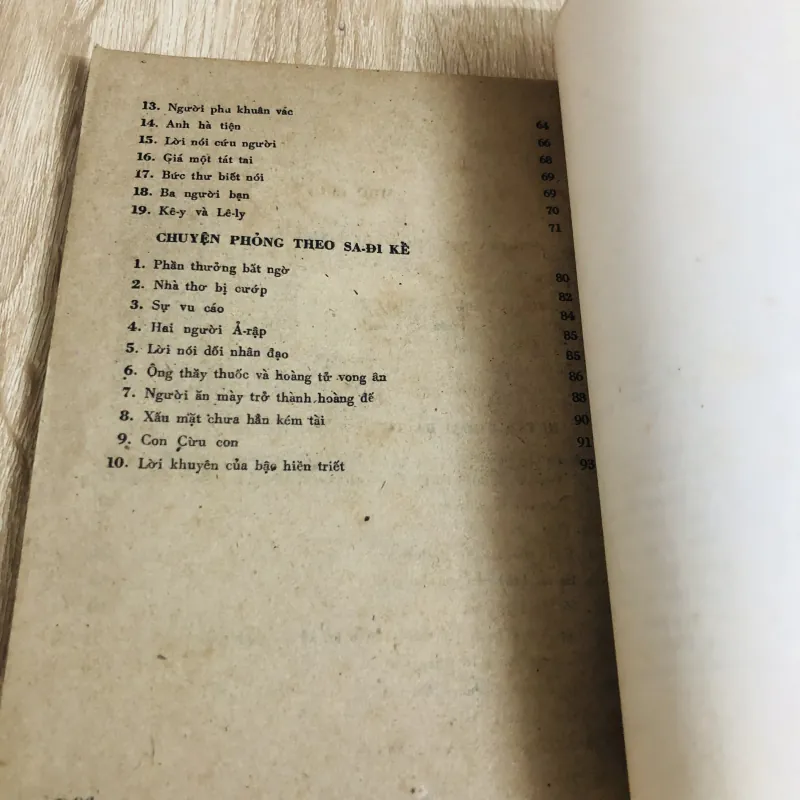 13. Người phu khuân vác 64
14. Anh hà tiện 66
15. Lời nói cứu người 68
16. Giá một tát tai 69
17. Bức thư biết nói 69
18. Ba người bạn 70
19. Kê-y và Lê-ly 71
CHUYỆN PHỎNG THEO SA-ĐI KỂ
1. Phần thưởng bất ngờ 80
2. Nhà thơ bị cướp 82
3. Sự vu cáo 84
4. Hai người Ả-rập 85
5. Lời nói dối nhân đạo 85
6. Ông thầy thuốc và hoàng tử vong ân 86
7. Người ăn mày trở thành hoàng đế 88
8. Xấu mặt chưa hẳn kém tài 90
9. Con Cừu con 91
10. Lời khuyên của bậc hiền triết 93